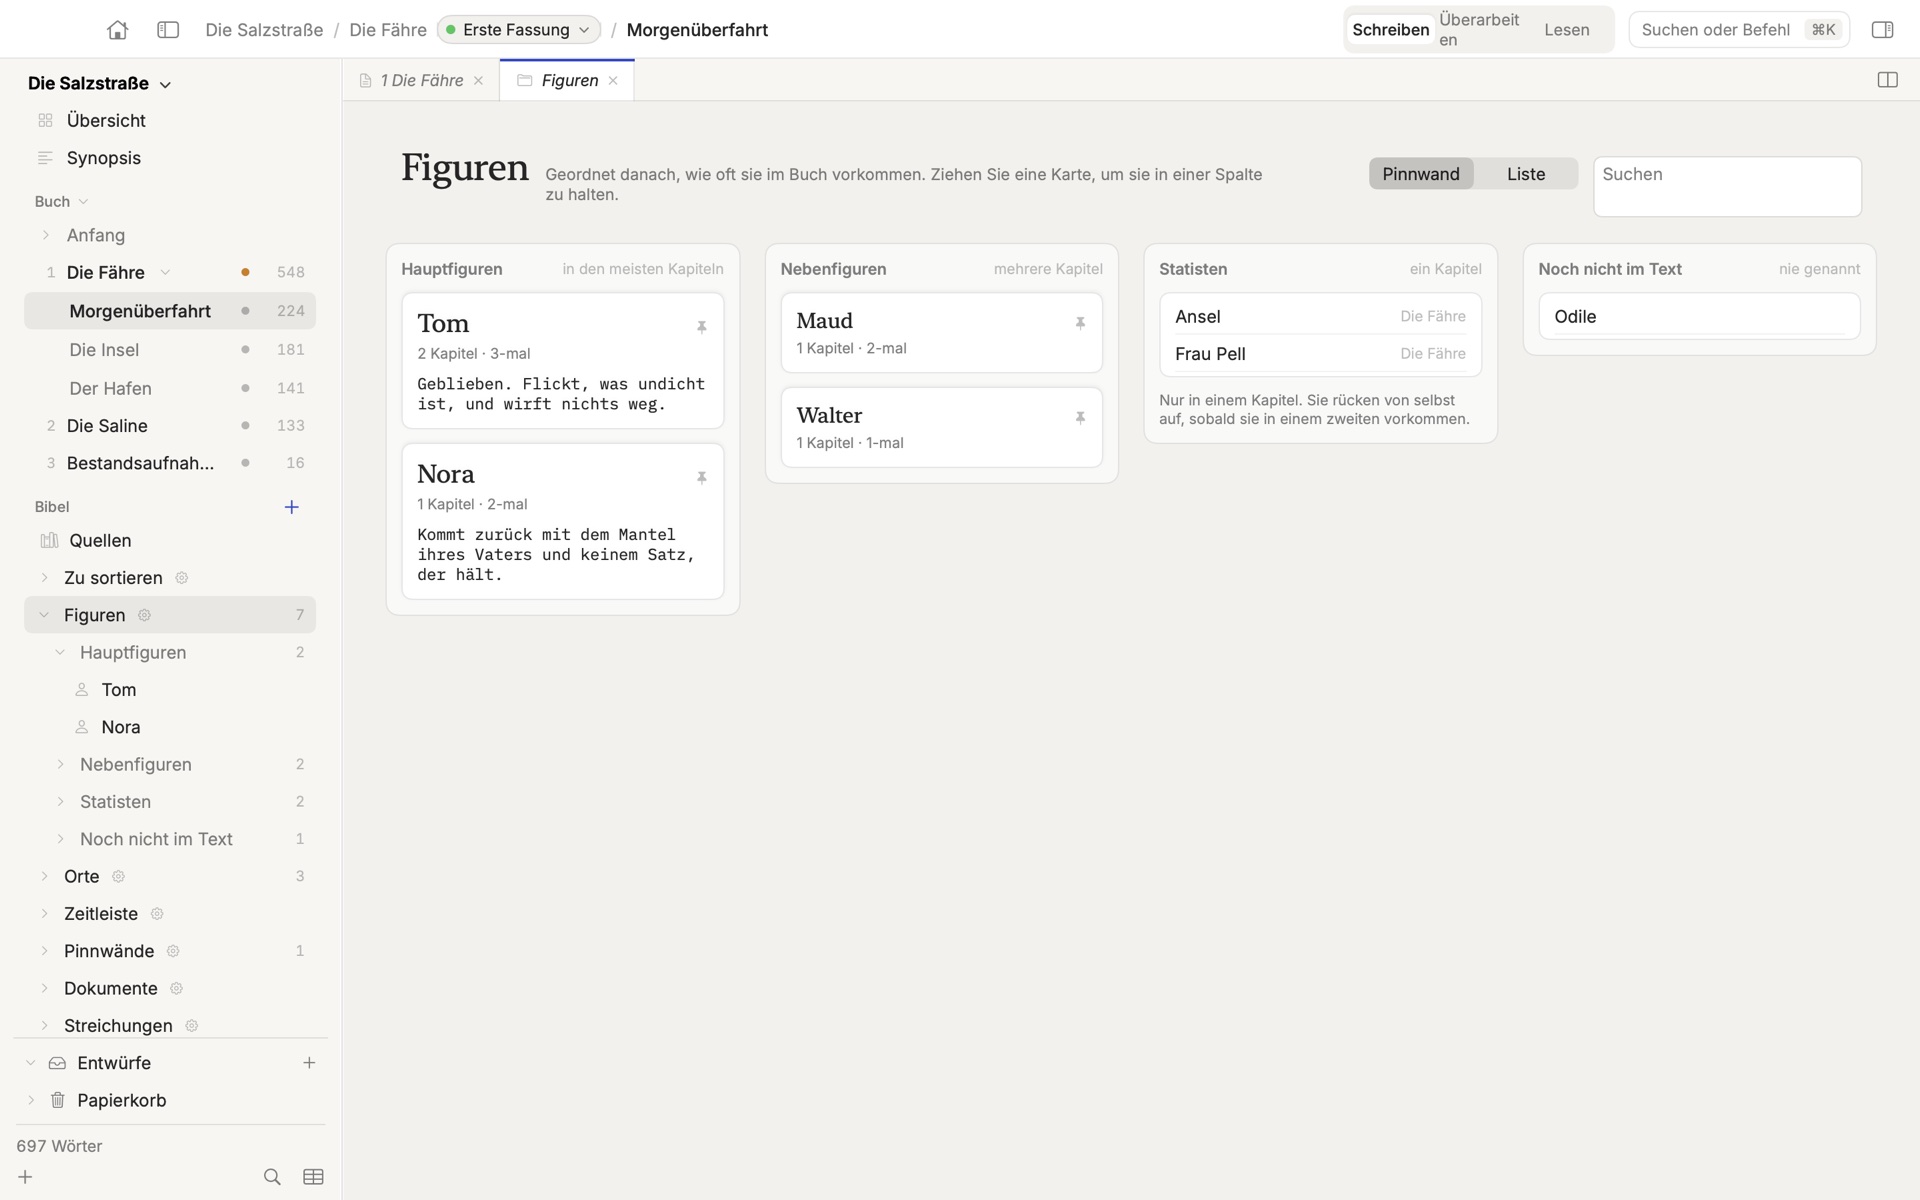 Die Salzstraße / Die Fähre Erste Fassung / Morgenüberfahrt
Schreiben Überarbeiten Lesen
Suchen oder Befehl ⌘K
Die Salzstraße
Übersicht
Synopsis
Buch
Anfang
1 Die Fähre 548
Morgenüberfahrt 224
Die Insel 181
Der Hafen 141
2 Die Saline 133
3 Bestandsaufnah... 16
Bibel +
Quellen
Zu sortieren
Figuren 7
Hauptfiguren 2
Tom
Nora
Nebenfiguren 2
Statisten 2
Noch nicht im Text 1
Orte 3
Zeitleiste
Pinnwände 1
Dokumente
Streichungen
Entwürfe +
Papierkorb
697 Wörter
1 Die Fähre ×
Figuren ×
Figuren
Geordnet danach, wie oft sie im Buch vorkommen. Ziehen Sie eine Karte, um sie in einer Spalte
zu halten.
Pinnwand Liste
Suchen
Hauptfiguren in den meisten Kapiteln
Tom
2 Kapitel · 3-mal
Geblieben. Flickt, was undicht
ist, und wirft nichts weg.
Nora
1 Kapitel · 2-mal
Kommt zurück mit dem Mantel
ihres Vaters und keinem Satz,
der hält.
Nebenfiguren mehrere Kapitel
Maud
1 Kapitel · 2-mal
Walter
1 Kapitel · 1-mal
Statisten ein Kapitel
Ansel Die Fähre
Frau Pell Die Fähre
Nur in einem Kapitel. Sie rücken von selbst
auf, sobald sie in einem zweiten vorkommen.
Noch nicht im Text nie genannt
Odile